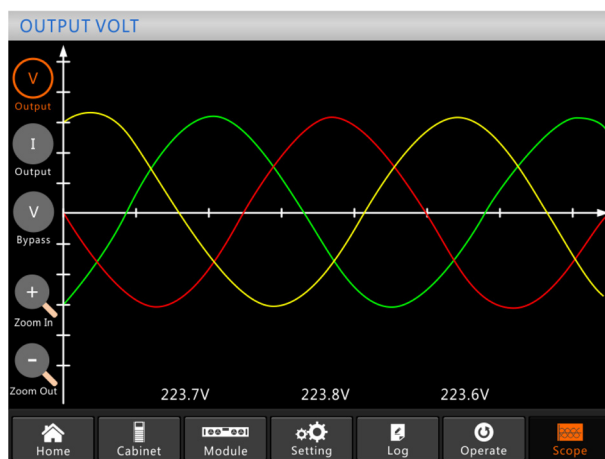 OUTPUT VOLT
V
Output
I
Output
V
Bypass
+
Zoom In
-
Zoom Out
223.7V 223.8V 223.6V
Home Cabinet Module Setting Log Operate Scope